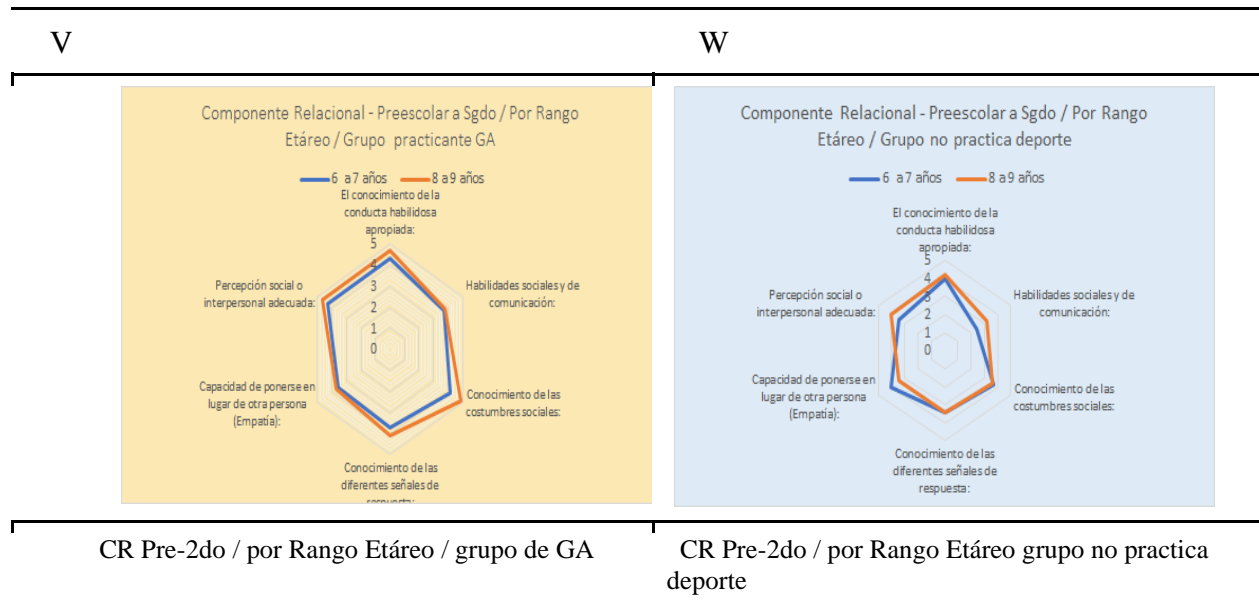 V
W
Componente Relacional - Preescolar a Sgdo / Por Rango
Etáreo / Grupo practicante GA
6 a 7 años
8 a 9 años
El conocimiento de la
conducta habilidosa
apropiada:
5
4
3
2
1
0
Habilidades sociales y de
comunicación:
Conocimiento de las
costumbres sociales:
Conocimiento de las
diferentes señales de
respuesta:
Capacidad de ponerse en
lugar de otra persona
(Empatía):
Percepción social o
interpersonal adecuada:
Componente Relacional - Preescolar a Sgdo / Por Rango
Etáreo / Grupo no practica deporte
6 a 7 años
8 a 9 años
El conocimiento de la
conducta habilidosa
apropiada:
5
4
3
2
1
0
Habilidades sociales y de
comunicación:
Conocimiento de las
costumbres sociales:
Conocimiento de las
diferentes señales de
respuesta:
Capacidad de ponerse en
lugar de otra persona
(Empatía):
Percepción social o
interpersonal adecuada:
CR Pre-2do / por Rango Etáreo / grupo de GA
CR Pre-2do / por Rango Etáreo grupo no practica
deporte